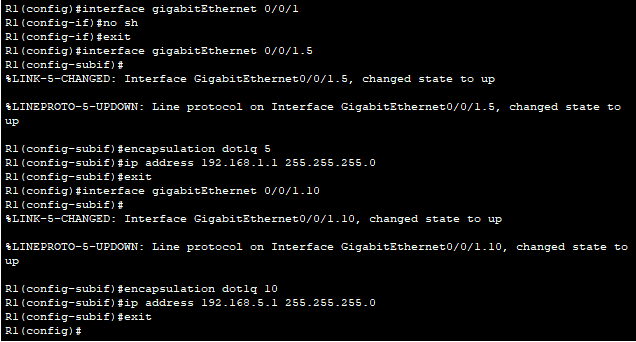 R1(config)#interface gigabitEthernet 0/0/1
R1(config-if)#no sh
R1(config-if)#exit
R1(config)#interface gigabitEthernet 0/0/1.5
R1(config-subif)#
%LINK-5-CHANGED: Interface GigabitEthernet0/0/1.5, changed state to up
%LINEPROTO-5-UPDOWN: Line protocol on Interface GigabitEthernet0/0/1.5, changed state to
up
R1(config-subif)#encapsulation dot1q 5
R1(config-subif)#ip address 192.168.1.1 255.255.255.0
R1(config-subif)#exit
R1(config)#interface gigabitEthernet 0/0/1.10
R1(config-subif)#
%LINK-5-CHANGED: Interface GigabitEthernet0/0/1.10, changed state to up
%LINEPROTO-5-UPDOWN: Line protocol on Interface GigabitEthernet0/0/1.10, changed state to
up
R1(config-subif)#encapsulation dot1q 10
R1(config-subif)#ip address 192.168.5.1 255.255.255.0
R1(config-subif)#exit
R1(config)#